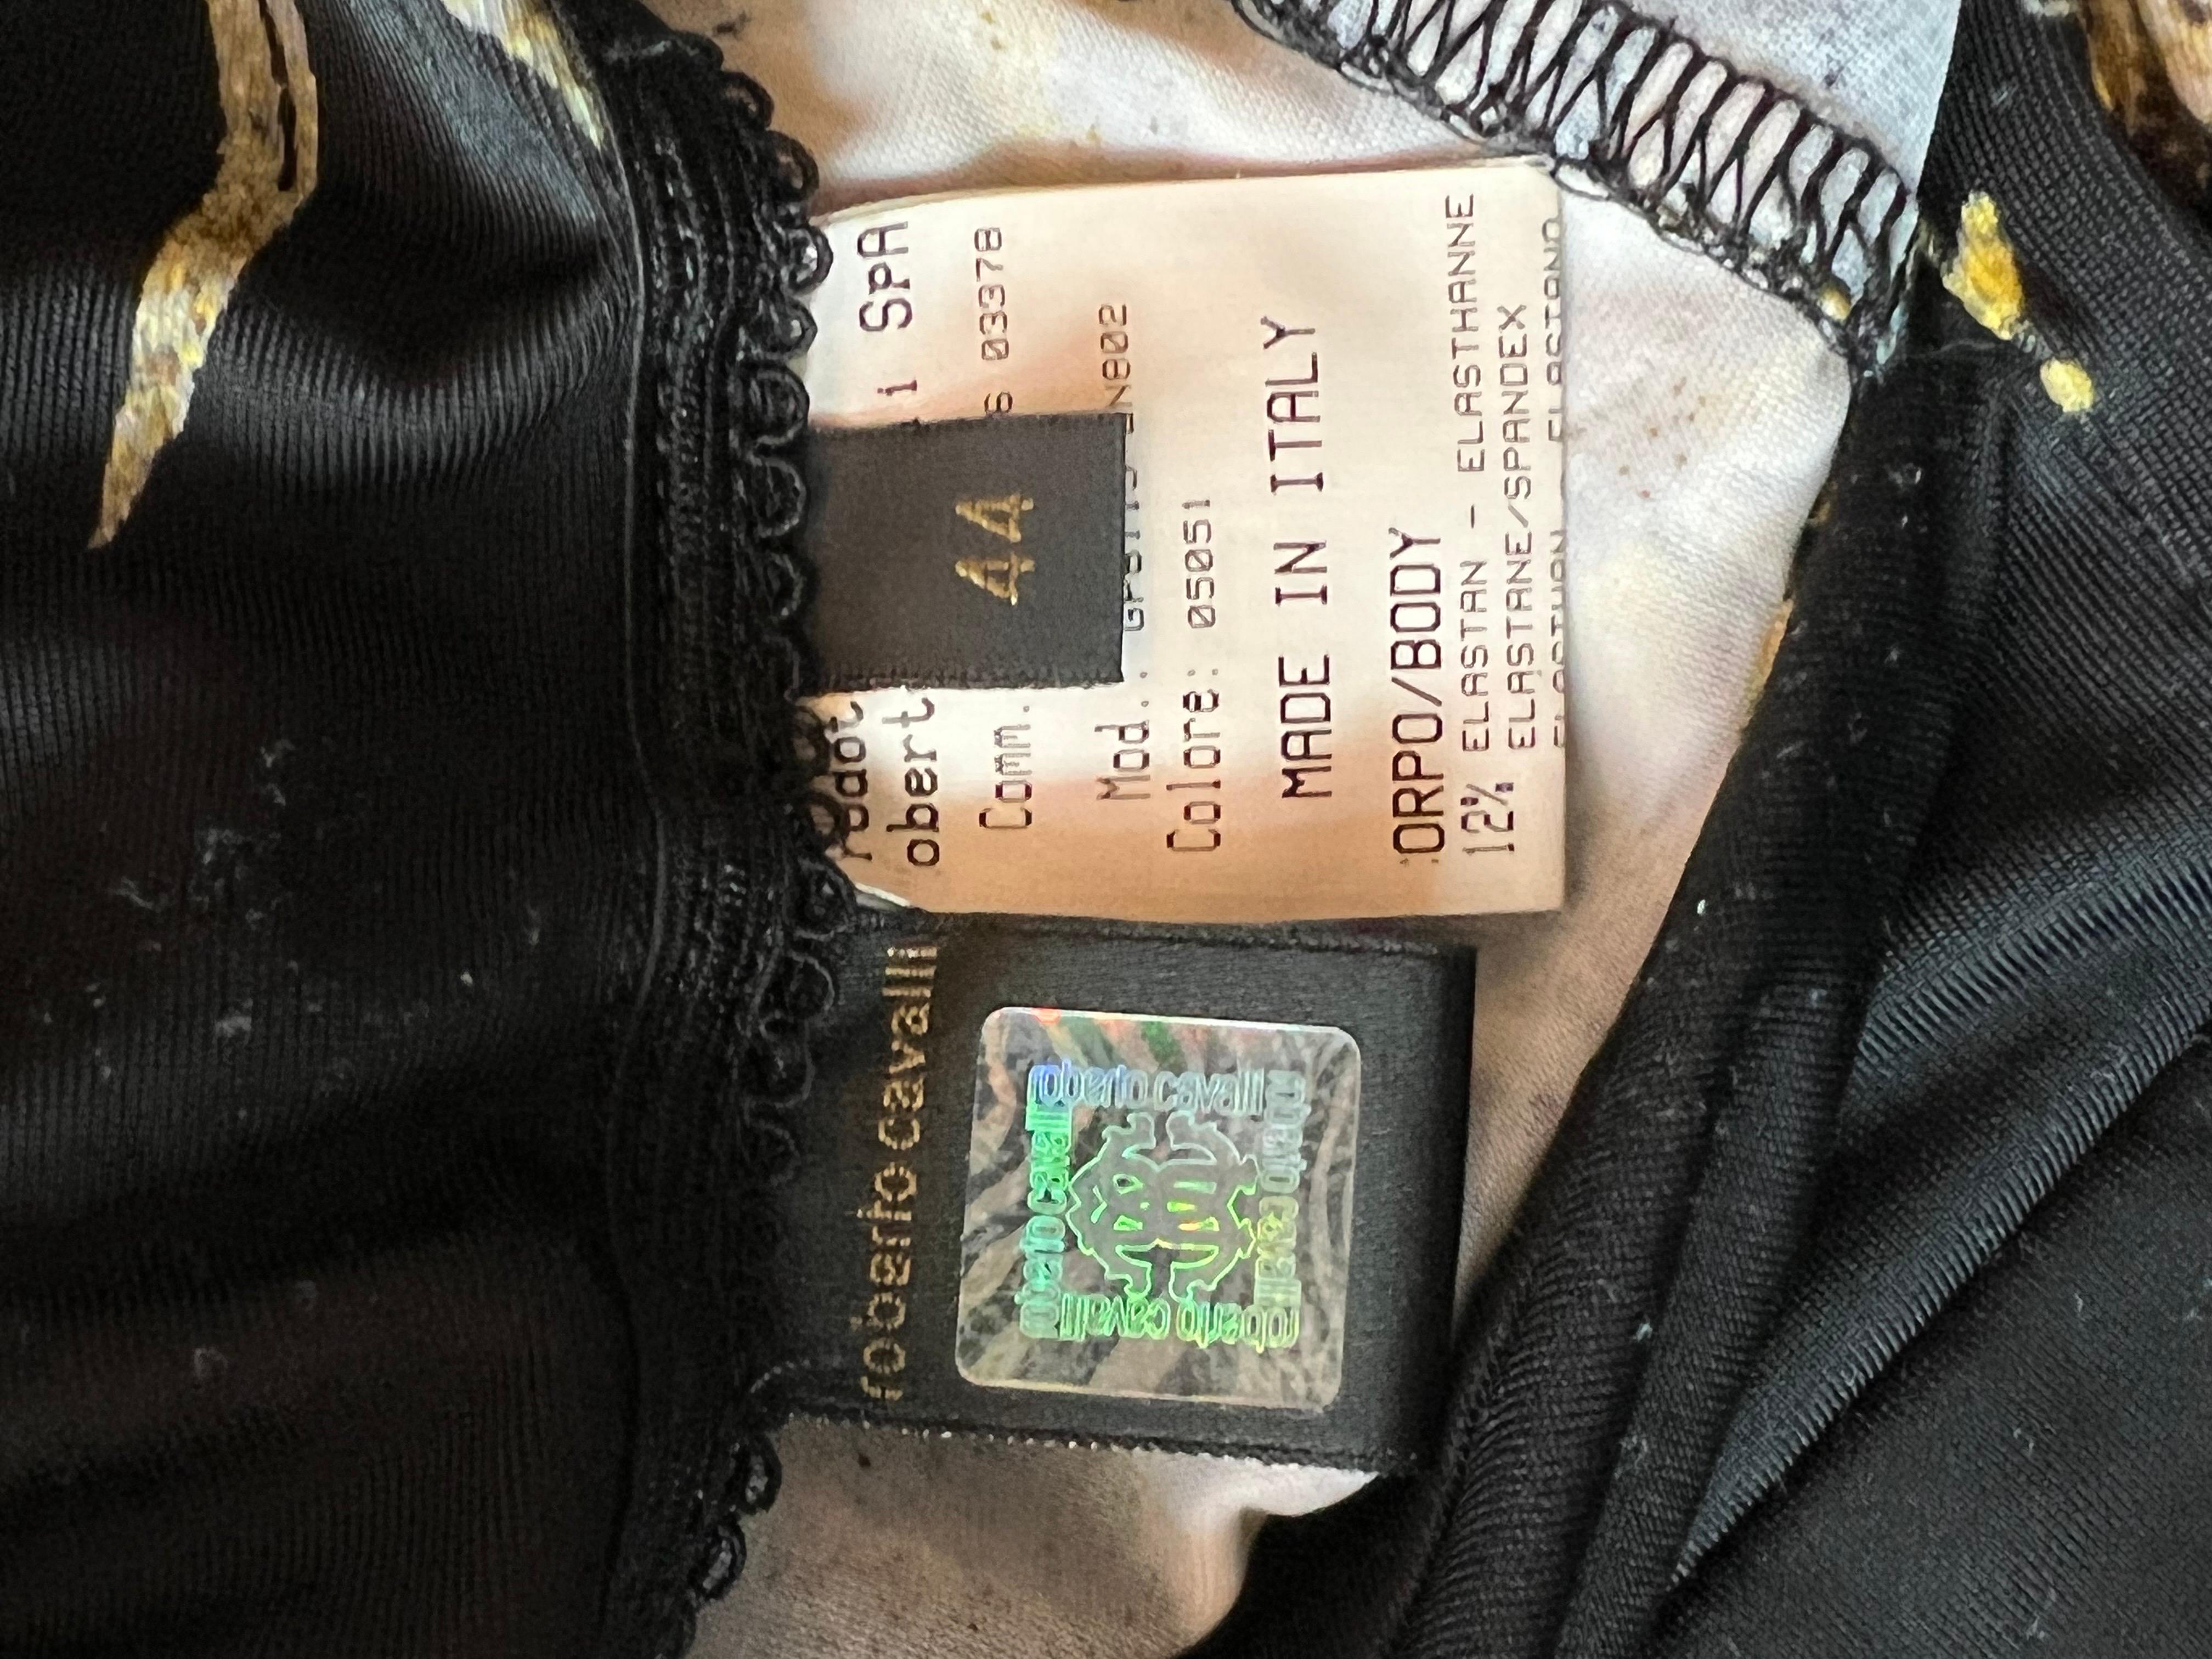 obert i SpA
Comm. 6 03378
Mod.: N802
Colore: 05051
MADE IN ITALY
ORPO/BODY
12% ELASTAN - ELASTHANNE
ELASTANE/SPANDEX
44
roberto cavalli
roberto cavalli
roberto cavalli
roberto cavalli
roberto cavalli